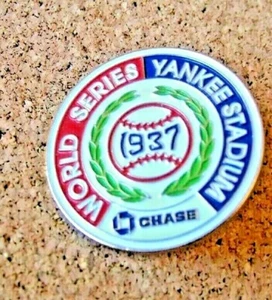 WORLD SERIES
YANKEE STADIUM
1937
CHASE